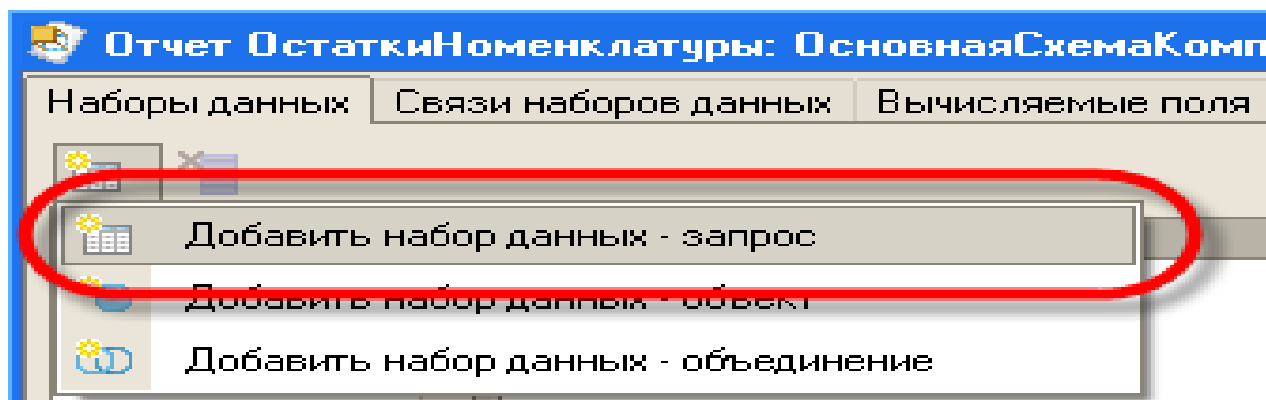 Отчет ОстаткиНоменклатуры: ОсновнаяСхемаКомп
Наборы данных Связи наборов данных Вычисляемые поля
Добавить набор данных - запрос
Добавить набор данных - объект
Добавить набор данных - объединение